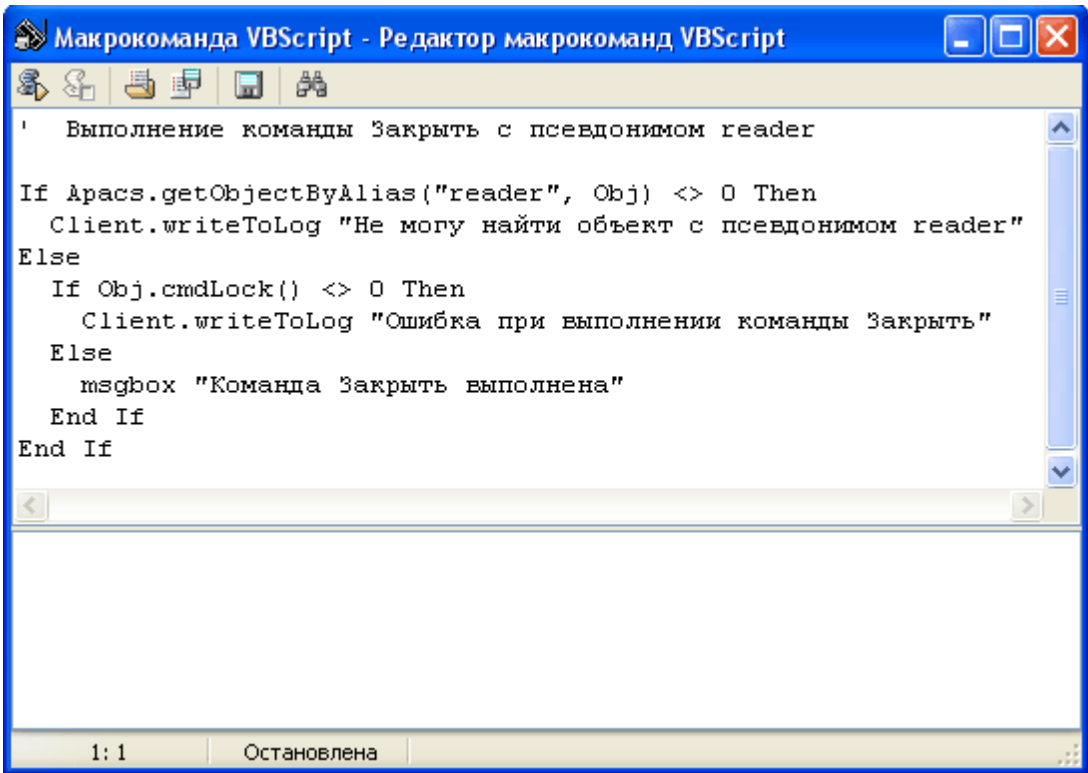 Макрокоманда VBScript - Редактор макрокоманд VBScript
'   Выполнение команды Закрыть с псевдонимом reader
If Apacs.getObjectByAlias("reader", Obj) <> 0 Then
  Client.writeToLog "Не могу найти объект с псевдонимом reader"
Else
  If Obj.cmdLock() <> 0 Then
    Client.writeToLog "Ошибка при выполнении команды Закрыть"
  Else
    msgbox "Команда Закрыть выполнена"
  End If
End If
1: 1 Остановлена